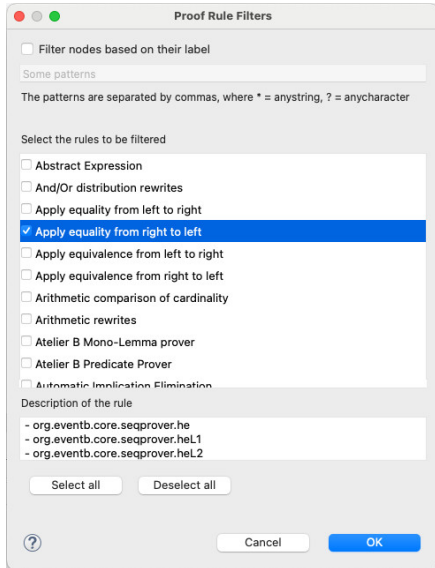 Proof Rule Filters
Filter nodes based on their label
Some patterns
The patterns are separated by commas, where * = anystring, ? = anycharacter
Select the rules to be filtered
Abstract Expression
And/Or distribution rewrites
Apply equality from left to right
Apply equality from right to left
Apply equivalence from left to right
Apply equivalence from right to left
Arithmetic comparison of cardinality
Arithmetic rewrites
Atelier B Mono-Lemma prover
Atelier B Predicate Prover
Automatic Implication Elimination
Description of the rule
- org.eventb.core.seqprover.he
- org.eventb.core.seqprover.heL1
- org.eventb.core.seqprover.heL2
Select all Deselect all
? Cancel OK